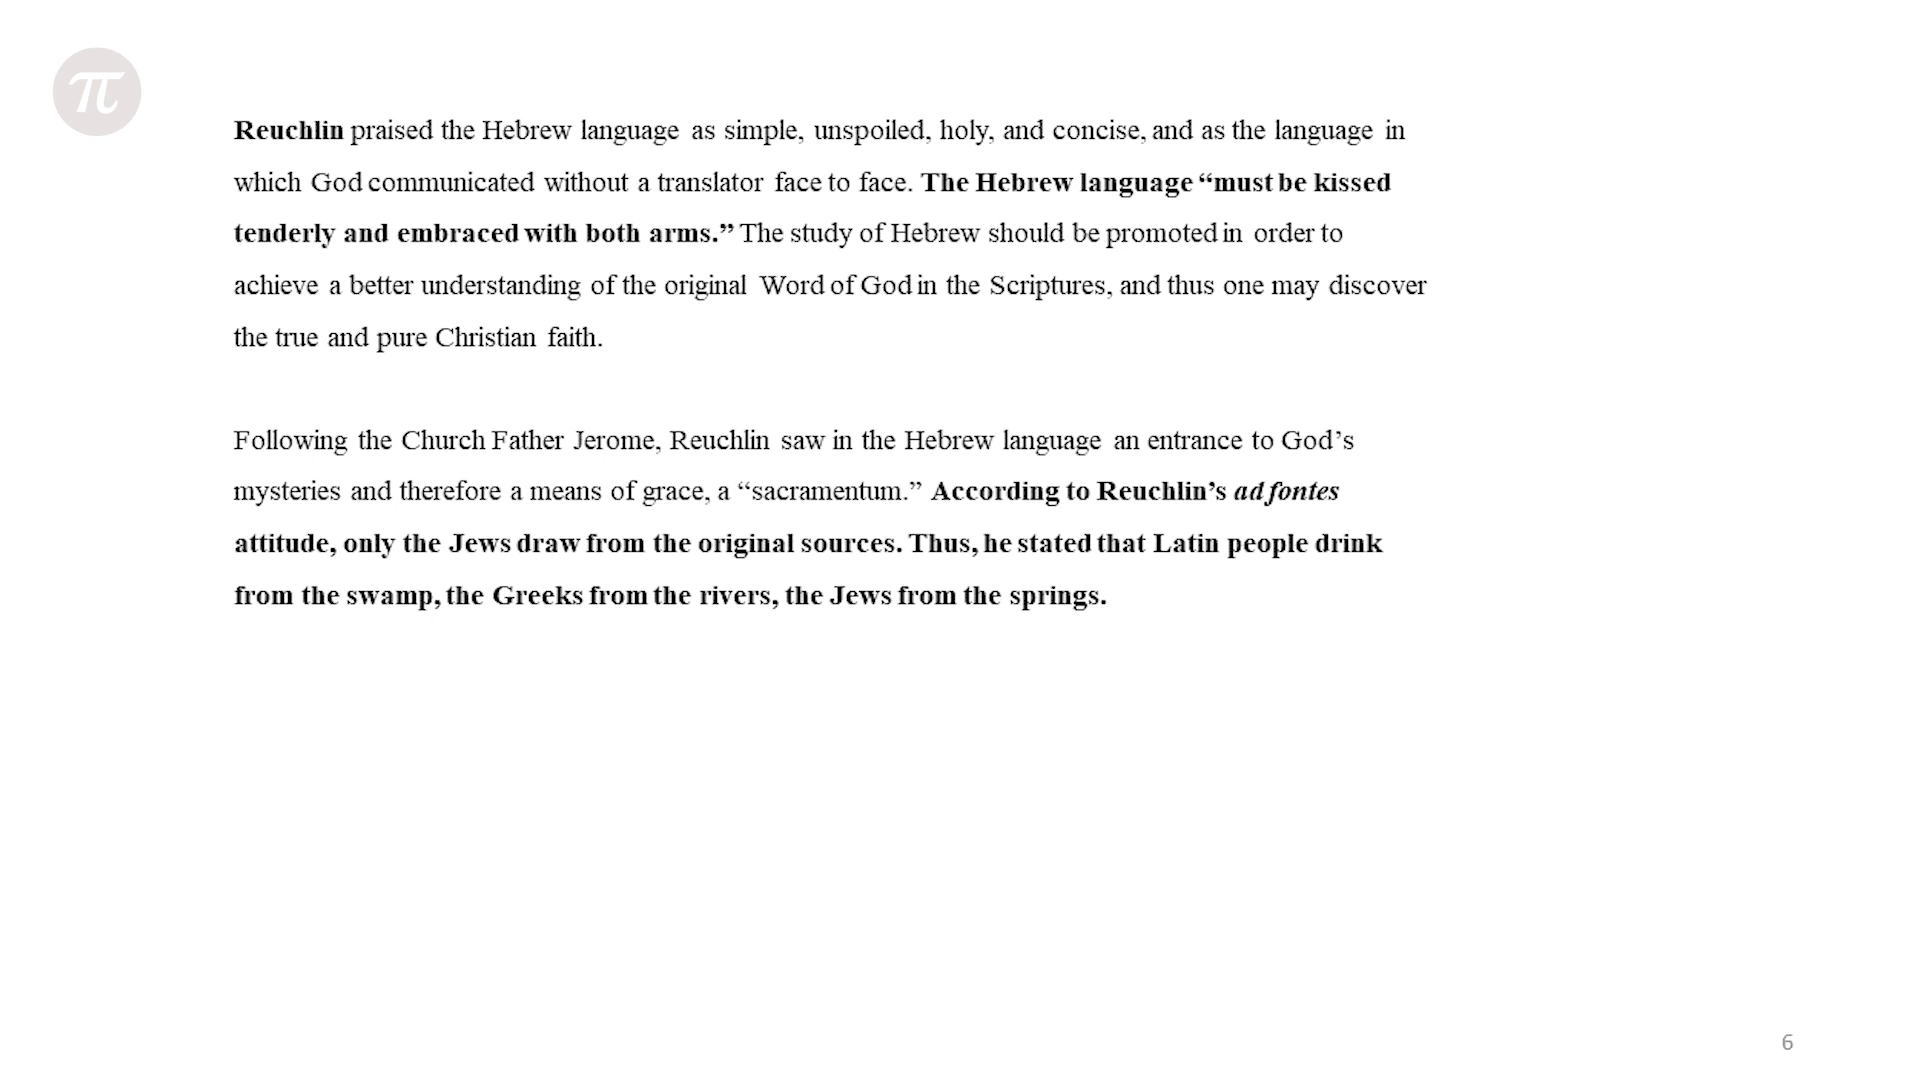 π
Reuchlin praised the Hebrew language as simple, unspoiled, holy, and concise, and as the language in
which God communicated without a translator face to face. The Hebrew language “must be kissed
tenderly and embraced with both arms.” The study of Hebrew should be promoted in order to
achieve a better understanding of the original Word of God in the Scriptures, and thus one may discover
the true and pure Christian faith.
Following the Church Father Jerome, Reuchlin saw in the Hebrew language an entrance to God’s
mysteries and therefore a means of grace, a “sacramentum.” According to Reuchlin’s ad fontes
attitude, only the Jews draw from the original sources. Thus, he stated that Latin people drink
from the swamp, the Greeks from the rivers, the Jews from the springs.
6